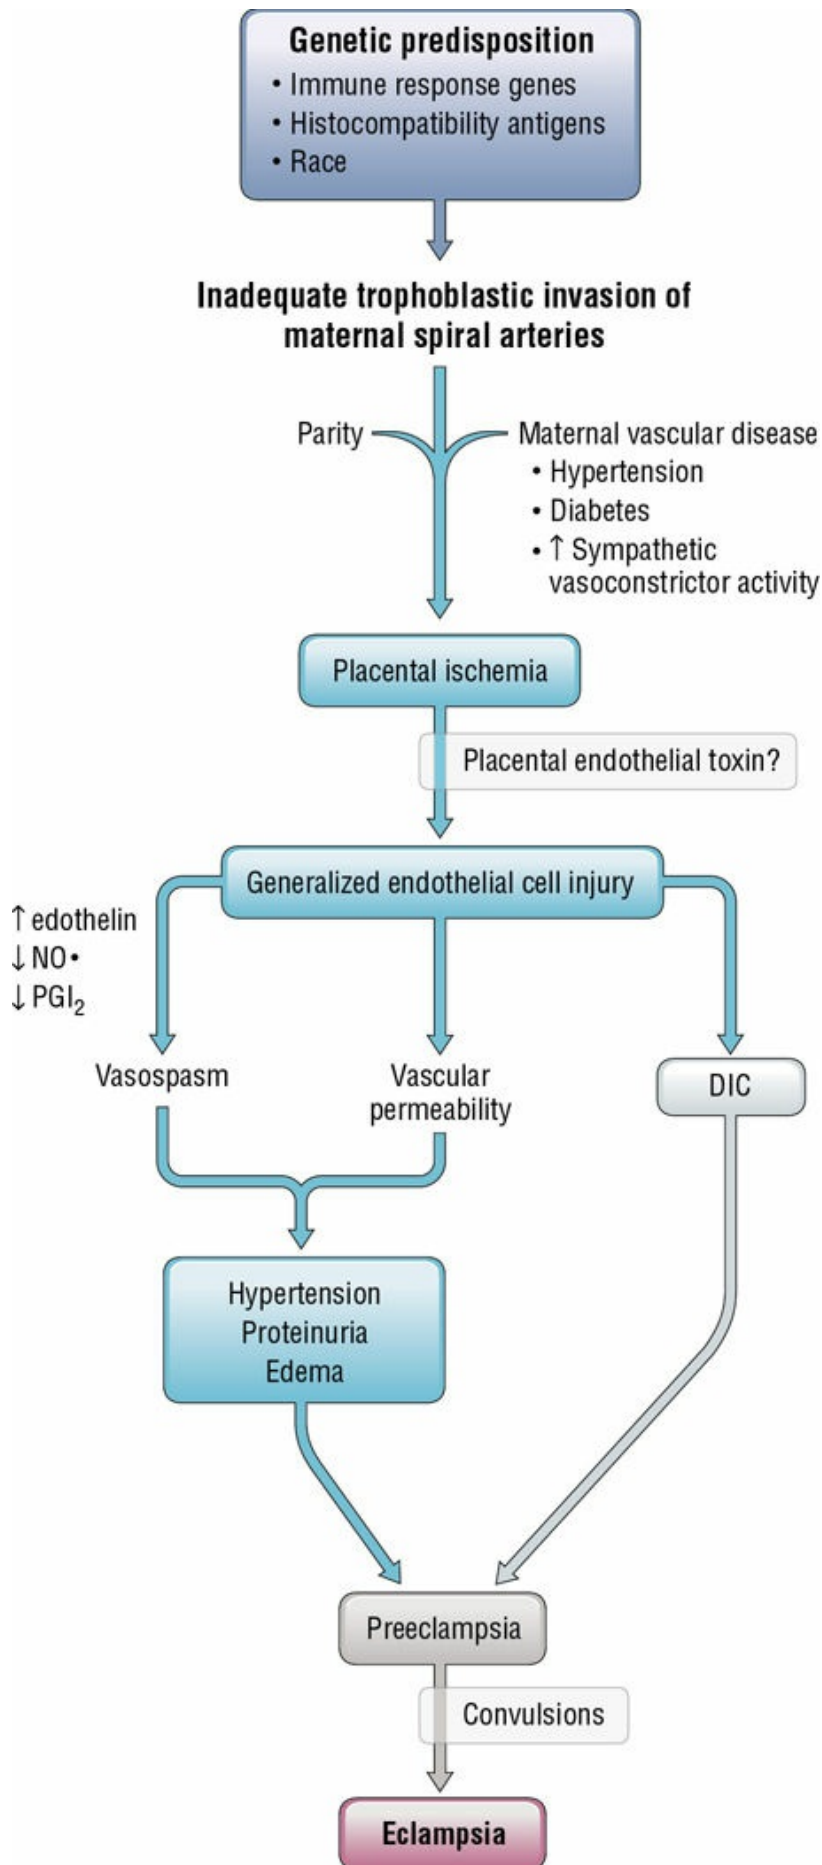 Genetic predisposition
• Immune response genes
• Histocompatibility antigens
• Race
Inadequate trophoblastic invasion of
maternal spiral arteries
Parity
Maternal vascular disease
• Hypertension
• Diabetes
• ↑ Sympathetic
vasoconstrictor activity
Placental ischemia
Placental endothelial toxin?
Generalized endothelial cell injury
↑ edothelin
↓ NO•
↓ PGI₂
Vasospasm
Vascular
permeability
DIC
Hypertension
Proteinuria
Edema
Preeclampsia
Convulsions
Eclampsia